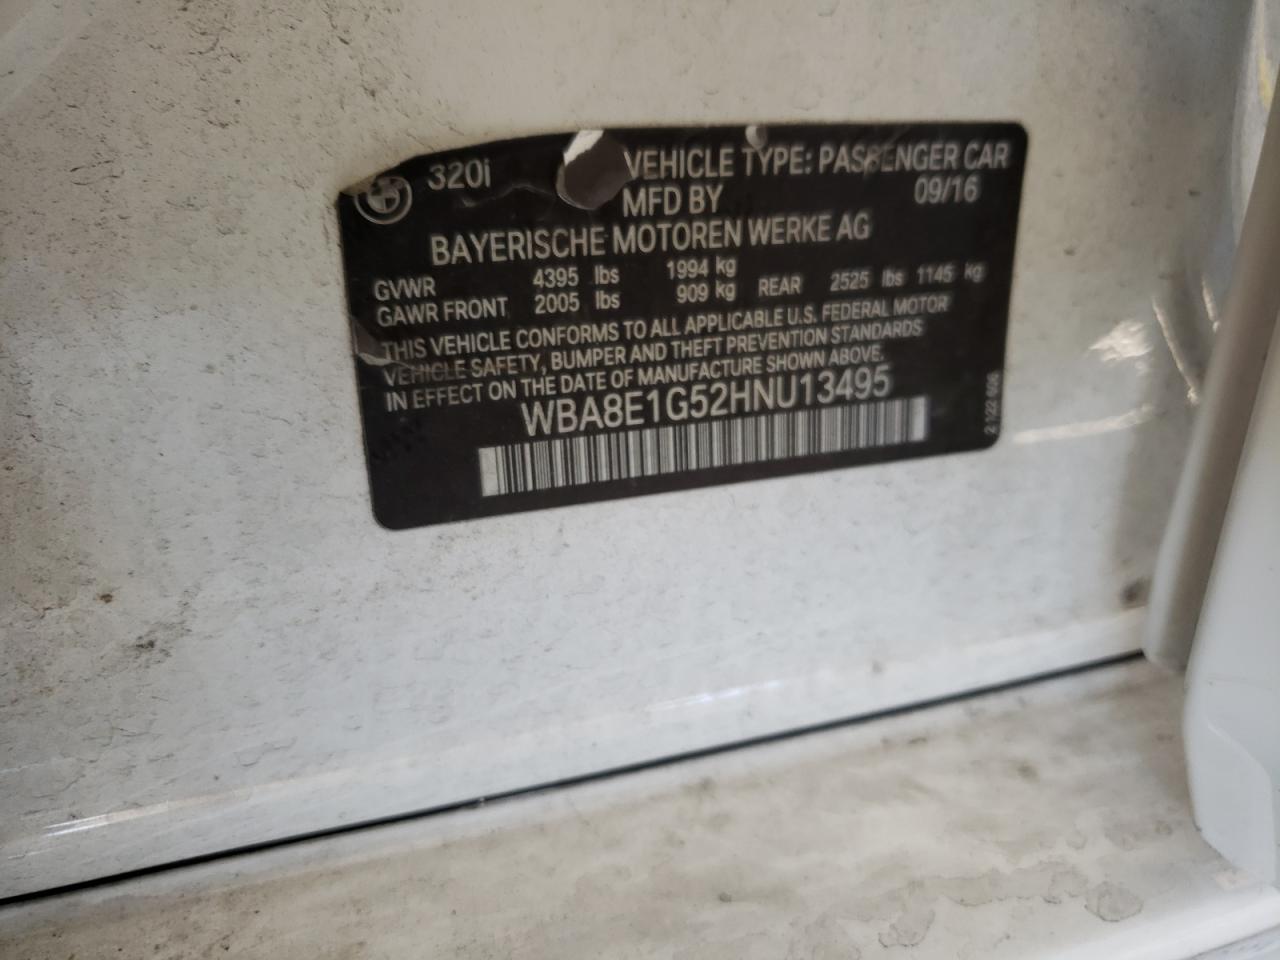 320i VEHICLE TYPE: PASSENGER CAR
MFD BY 09/16
BAYERISCHE MOTOREN WERKE AG
GVWR 4395 lbs 1994 kg
GAWR FRONT 2005 lbs 909 kg REAR 2525 lbs 1145 kg
THIS VEHICLE CONFORMS TO ALL APPLICABLE U.S. FEDERAL MOTOR
VEHICLE SAFETY, BUMPER AND THEFT PREVENTION STANDARDS
IN EFFECT ON THE DATE OF MANUFACTURE SHOWN ABOVE.
WBA8E1G52HNU13495